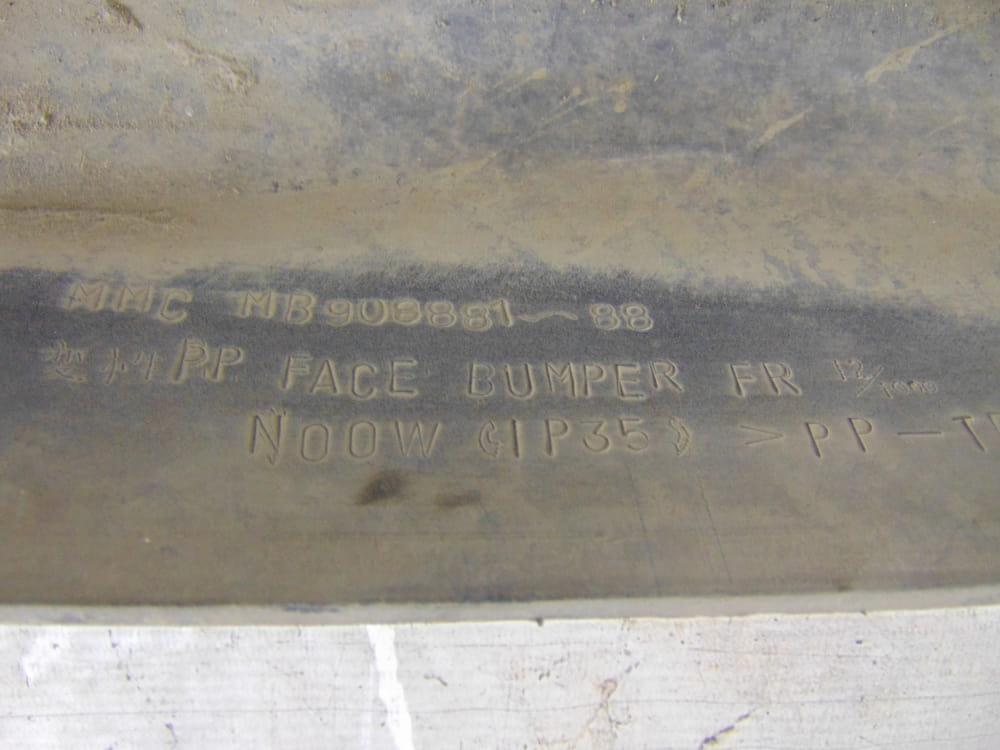 MMC MB908881～88
PP FACE BUMPER FR
N00W (IP35) >PP-